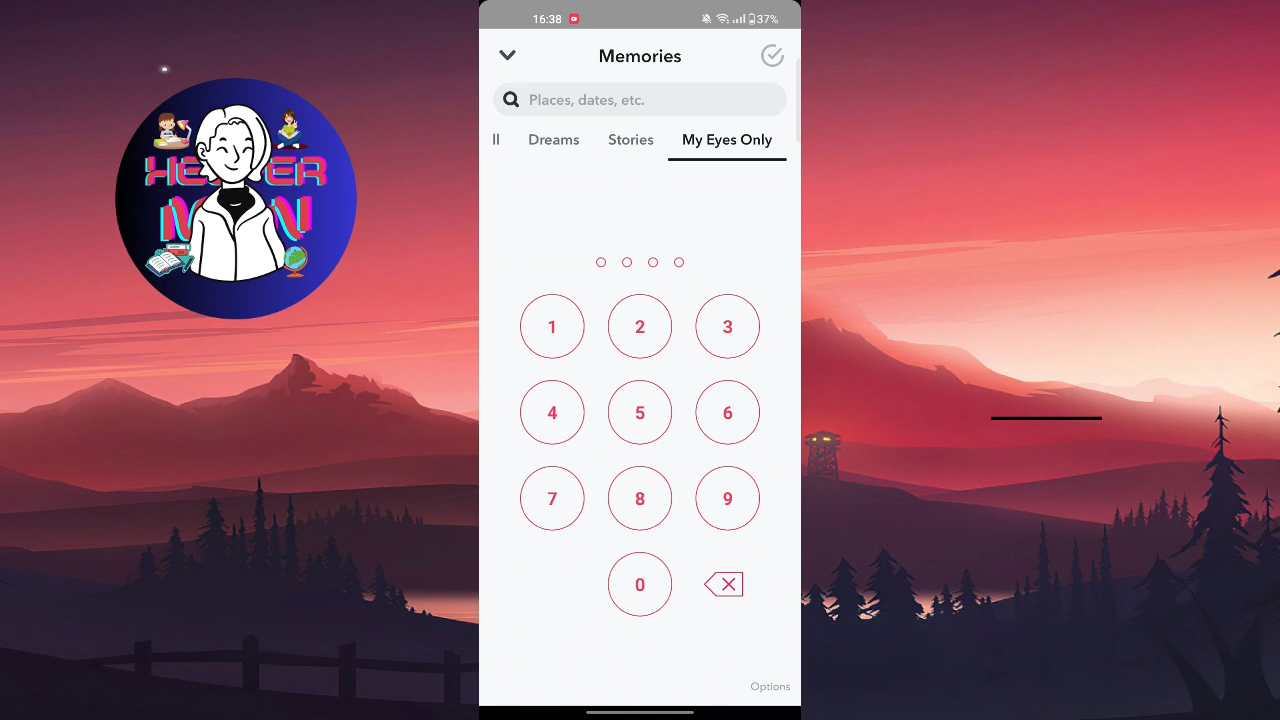 16:38
37%
Memories
Places, dates, etc.
ll Dreams Stories My Eyes Only
1 2 3
4 5 6
7 8 9
0
Options